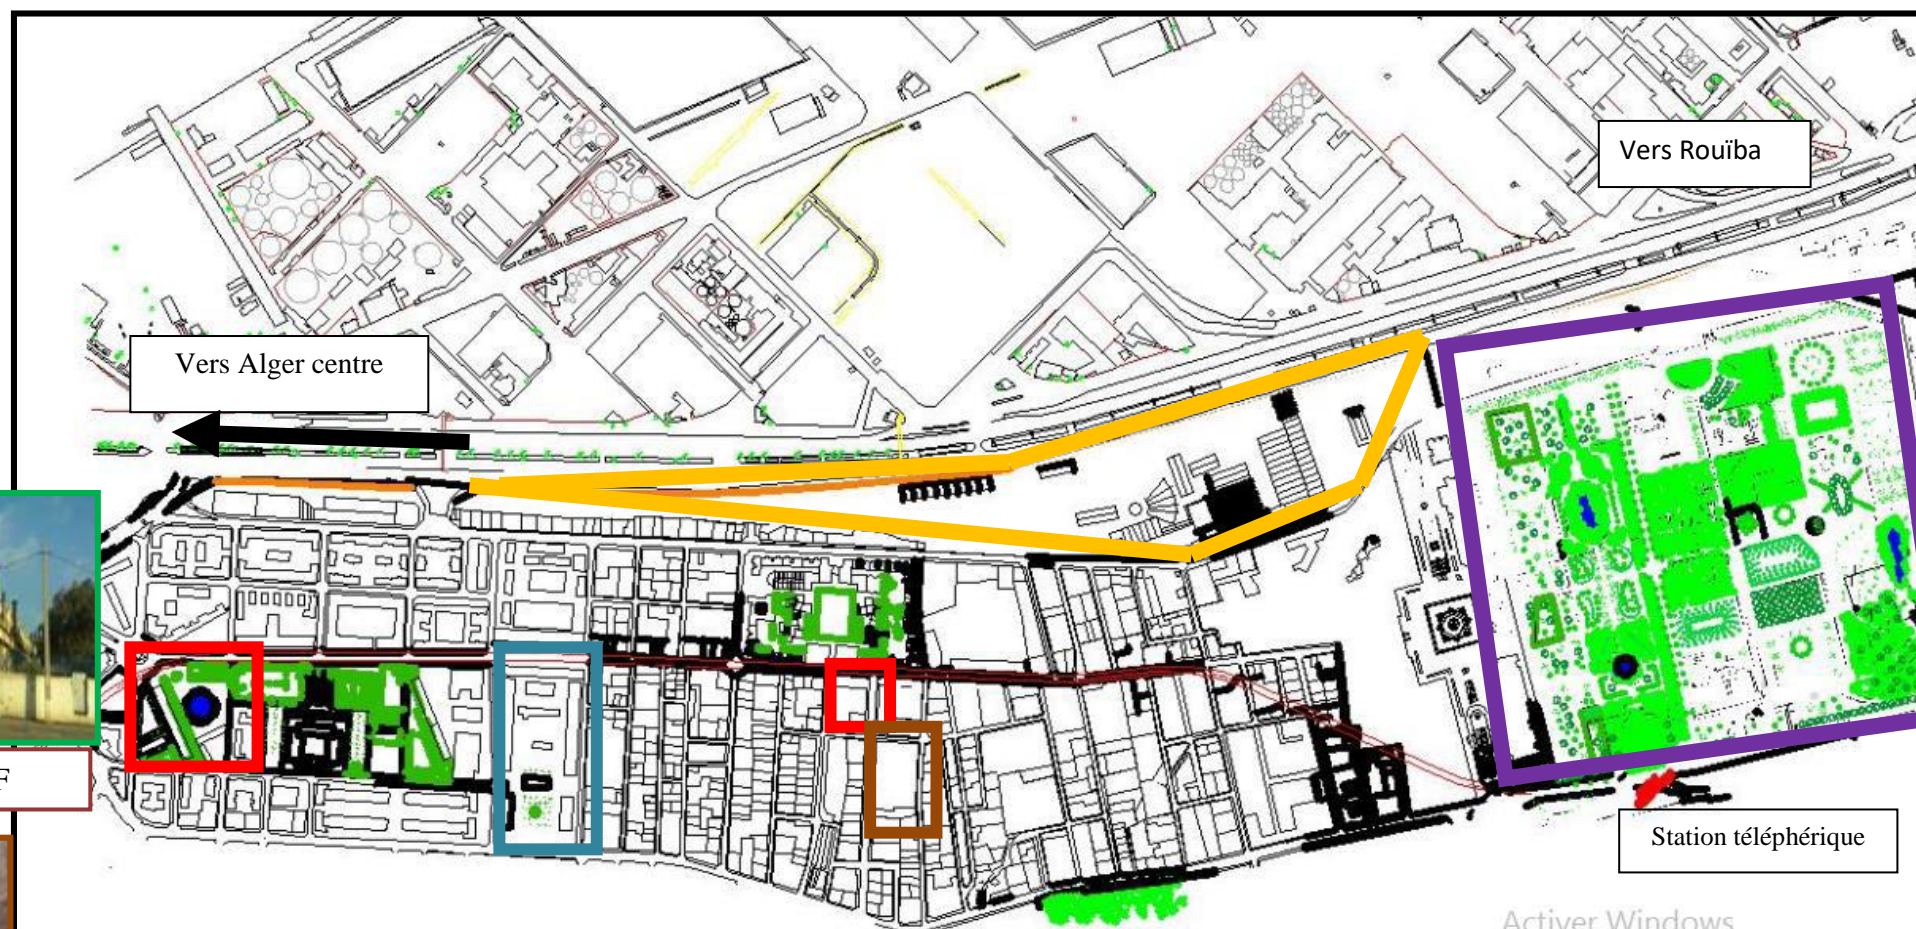 Vers Rouïba
Vers Alger centre
F
Station téléphérique
Activer Windows